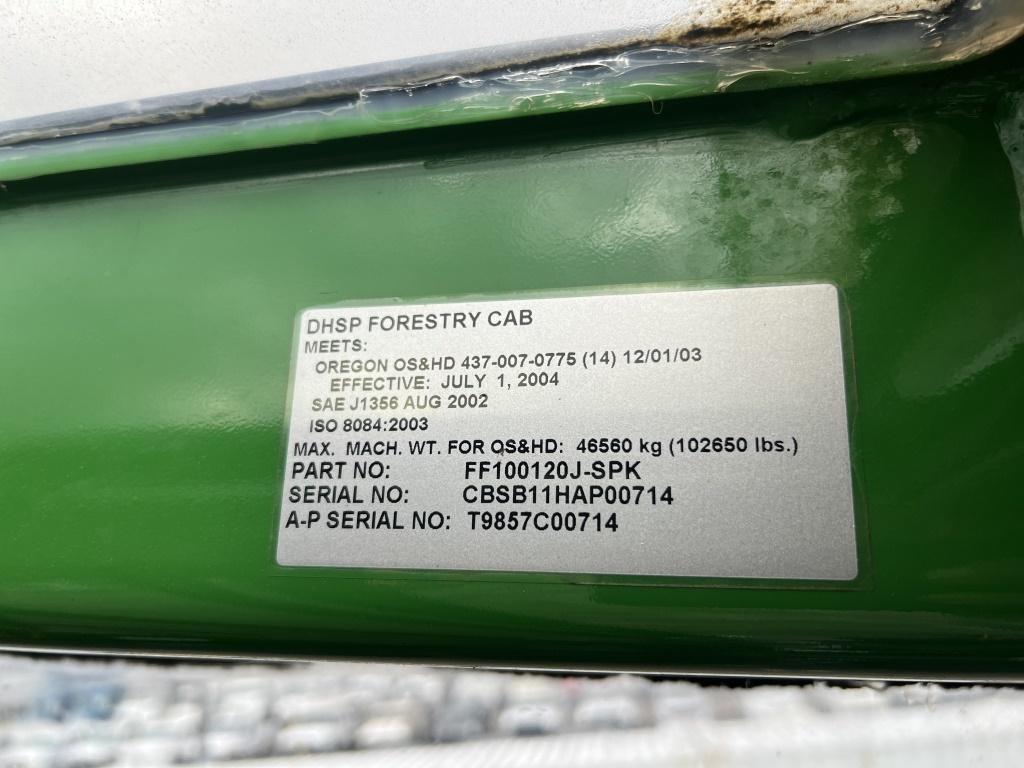 DHSP FORESTRY CAB
MEETS:
OREGON OS&HD 437-007-0775 (14) 12/01/03
EFFECTIVE: JULY 1, 2004
SAE J1356 AUG 2002
ISO 8084:2003
MAX. MACH. WT. FOR OS&HD: 46560 kg (102650 lbs.)
PART NO: FF100120J-SPK
SERIAL NO: CBSB11HAP00714
A-P SERIAL NO: T9857C00714